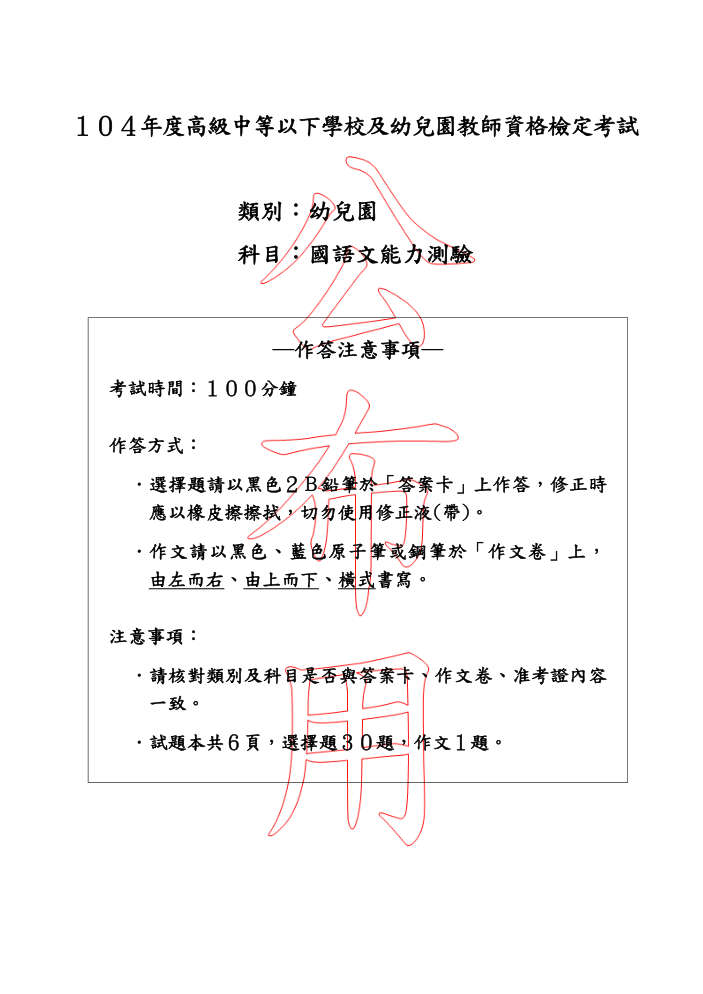 １０４年度高級中等以下學校及幼兒園教師資格檢定考試
類別：幼兒園
科目：國語文能力測驗
—作答注意事項—
考試時間：１００分鐘
作答方式：
．選擇題請以黑色２Ｂ鉛筆於「答案卡」上作答，修正時
應以橡皮擦擦拭，切勿使用修正液(帶)。
．作文請以黑色、藍色原子筆或鋼筆於「作文卷」上，
由左而右、由上而下、橫式書寫。
注意事項：
．請核對類別及科目是否與答案卡、作文卷、准考證內容
一致。
．試題本共６頁，選擇題３０題，作文１題。
公布用